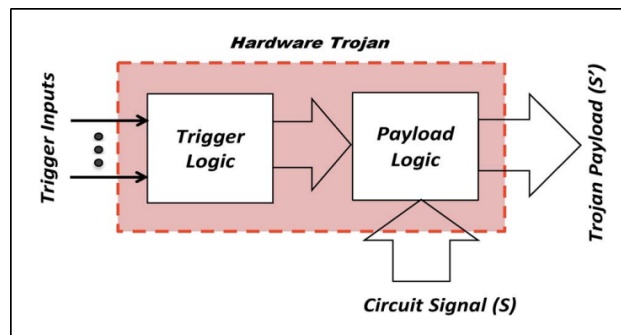 Hardware Trojan
Trigger Inputs
Trigger
Logic
Payload
Logic
Trojan Payload (S')
Circuit Signal (S)